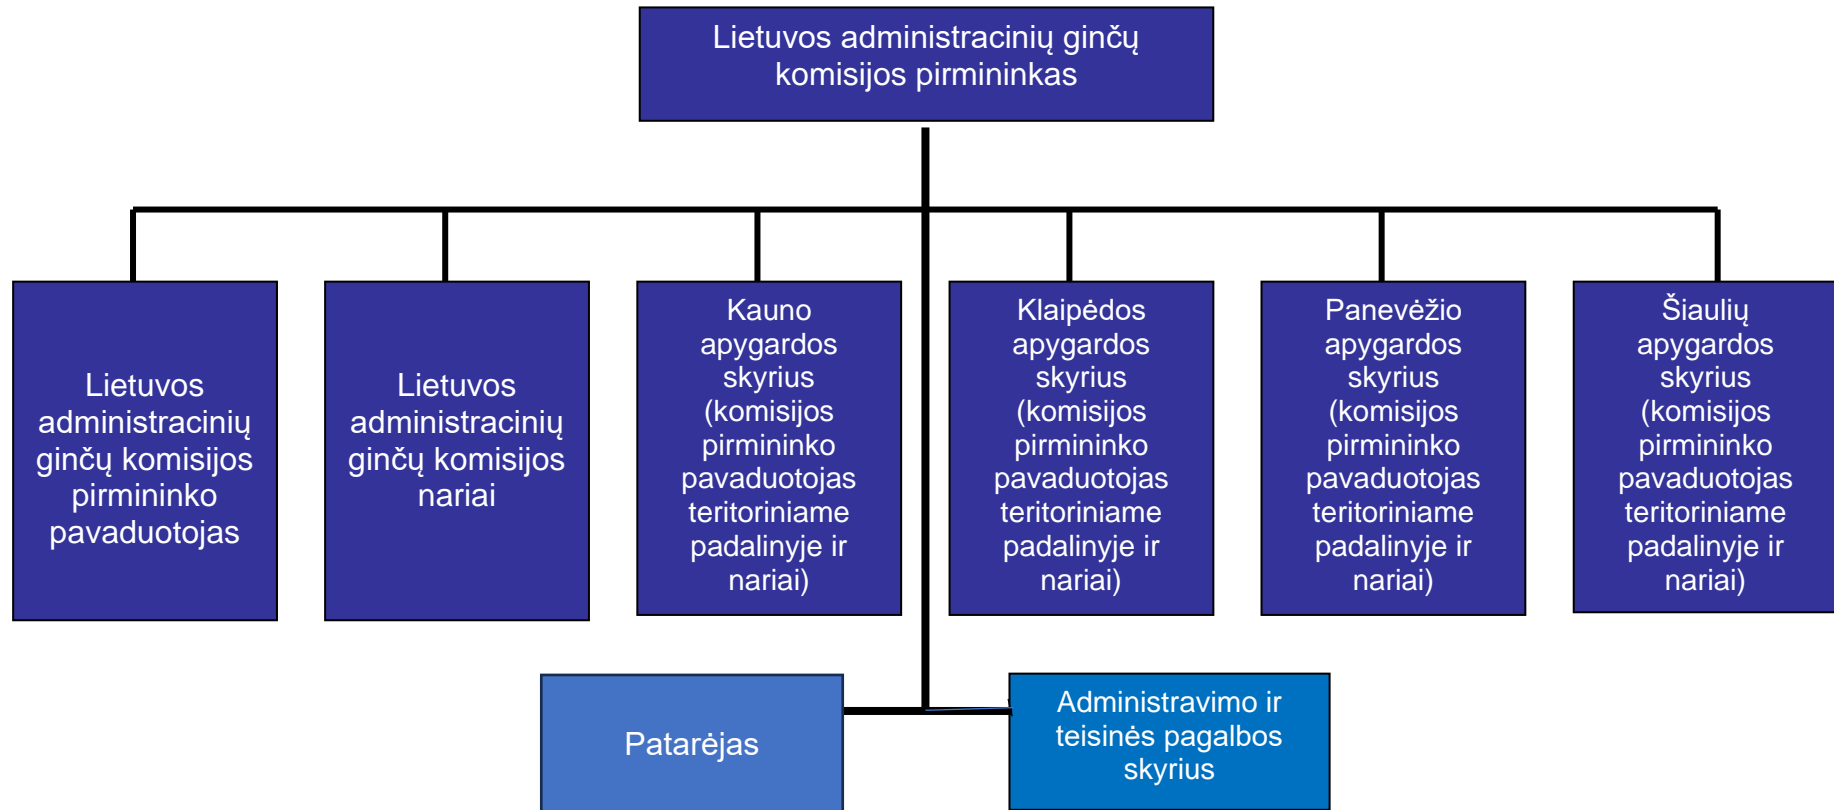 Lietuvos administracinių ginčų
komisijos pirmininkas
Lietuvos
administracinių
ginčų komisijos
pirmininko
pavaduotojas
Lietuvos
administracinių
ginčų komisijos
nariai
Kauno
apygardos
skyrius
(komisijos
pirmininko
pavaduotojas
teritoriniame
padalinyje ir
nariai)
Klaipėdos
apygardos
skyrius
(komisijos
pirmininko
pavaduotojas
teritoriniame
padalinyje ir
nariai)
Panevėžio
apygardos
skyrius
(komisijos
pirmininko
pavaduotojas
teritoriniame
padalinyje ir
nariai)
Šiaulių
apygardos
skyrius
(komisijos
pirmininko
pavaduotojas
teritoriniame
padalinyje ir
nariai)
Patarėjas
Administravimo ir
teisinės pagalbos
skyrius